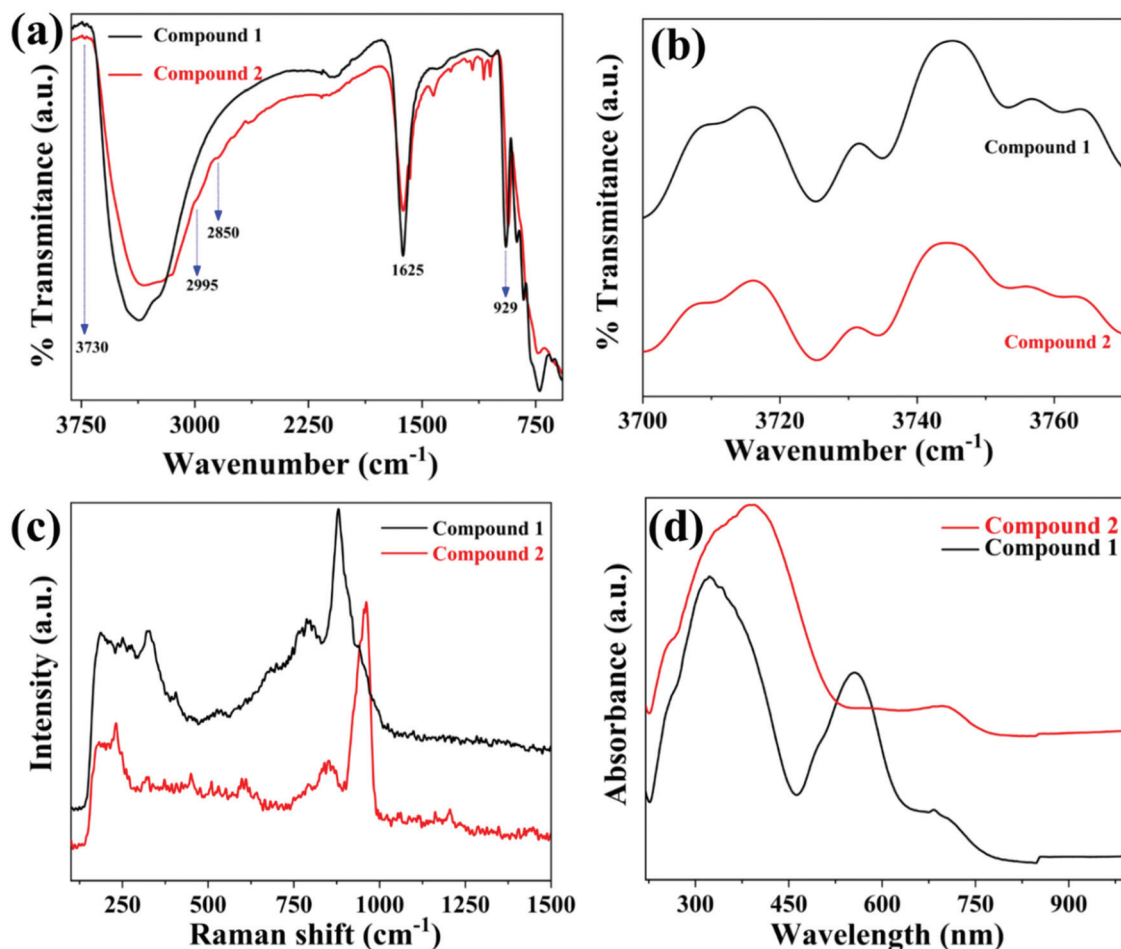 (a)
Compound 1
Compound 2
% Transmitance (a.u.)
3730
2995
2850
1625
929
3750 3000 2250 1500 750
Wavenumber (cm⁻¹)
(b)
Compound 1
Compound 2
% Transmitance (a.u.)
3700 3720 3740 3760
Wavenumber (cm⁻¹)
(c)
Compound 1
Compound 2
Intensity (a.u.)
250 500 750 1000 1250 1500
Raman shift (cm⁻¹)
(d)
Compound 2
Compound 1
Absorbance (a.u.)
300 450 600 750 900
Wavelength (nm)